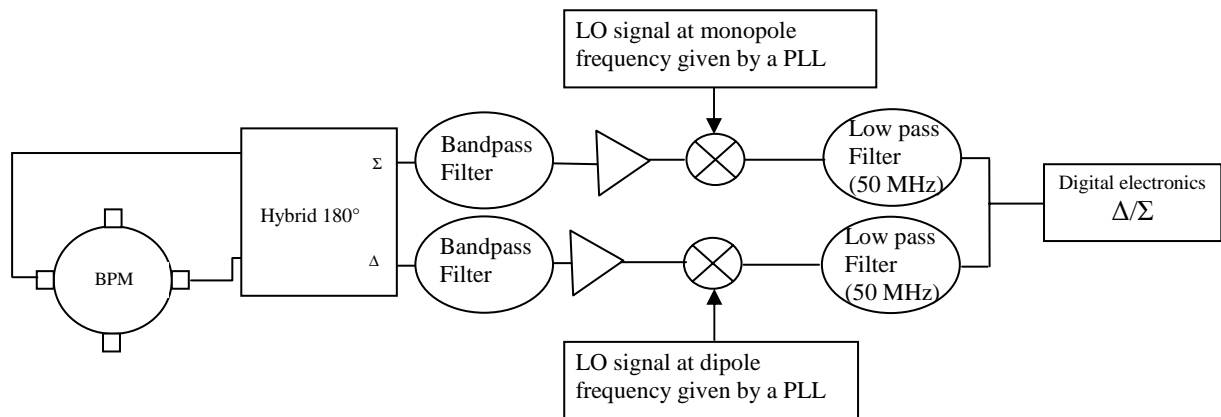 LO signal at monopole
frequency given by a PLL
Σ
Bandpass
Filter
Low pass
Filter
(50 MHz)
Hybrid 180°
Digital electronics
Δ/Σ
BPM
Δ
Bandpass
Filter
Low pass
Filter
(50 MHz)
LO signal at dipole
frequency given by a PLL